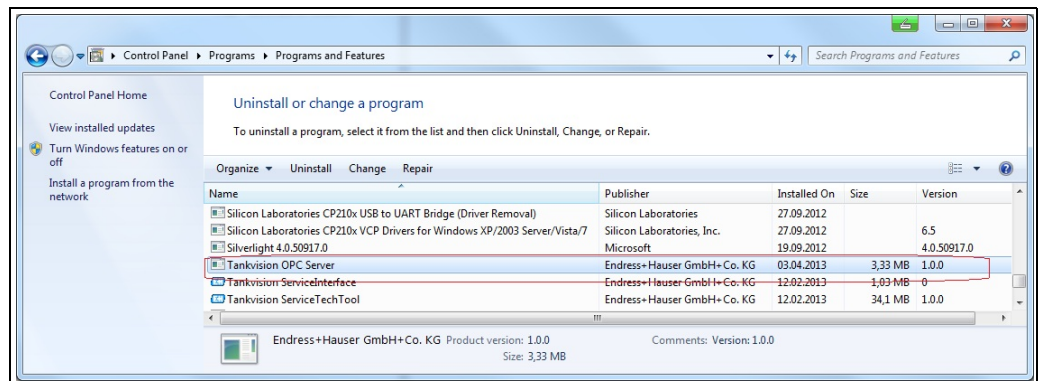 Control Panel ▸ Programs ▸ Programs and Features
Search Programs and Features
Control Panel Home
View installed updates
Turn Windows features on or
off
Install a program from the
network
Uninstall or change a program
To uninstall a program, select it from the list and then click Uninstall, Change, or Repair.
Organize Uninstall Change Repair
Name Publisher Installed On Size Version
Silicon Laboratories CP210x USB to UART Bridge (Driver Removal) Silicon Laboratories 27.09.2012
Silicon Laboratories CP210x VCP Drivers for Windows XP/2003 Server/Vista/7 Silicon Laboratories, Inc. 27.09.2012 6.5
Silverlight 4.0.50917.0 Microsoft 19.09.2012 4.0.50917.0
Tankvision OPC Server Endress+Hauser GmbH+Co. KG 03.04.2013 3,33 MB 1.0.0
Tankvision ServiceInterface Endress+Hauser GmbH+Co. KG 12.02.2013 1,03 MB 0
Tankvision ServiceTechTool Endress+Hauser GmbH+Co. KG 12.02.2013 34,1 MB 1.0.0
Endress+Hauser GmbH+Co. KG Product version: 1.0.0 Comments: Version: 1.0.0
Size: 3,33 MB